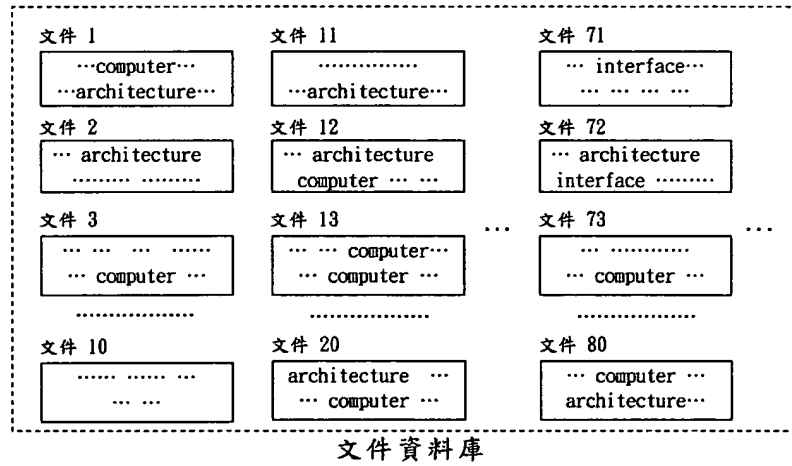 文件 1
···computer···
···architecture···
文件 2
··· architecture
········· ·········
文件 3
··· ··· ··· ······
··· computer ···
··················
文件 10
······ ······ ···
··· ···
文件 11
···············
···architecture···
文件 12
··· architecture
computer ··· ···
文件 13
··· ··· computer···
··· computer ···
··················
文件 20
architecture ···
··· computer ···
···
文件 71
··· interface···
··· ··· ··· ···
文件 72
··· architecture
interface ·········
文件 73
··· ············
··· computer ···
··················
文件 80
··· computer ···
architecture···
···
文件資料庫